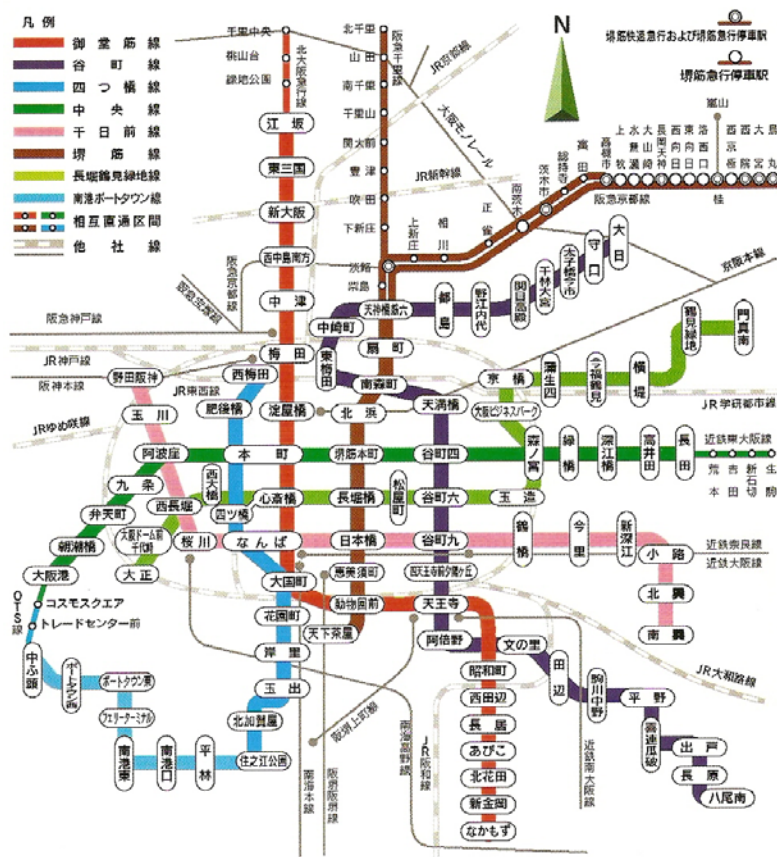 凡例
御堂筋線
谷町線
四つ橋線
中央線
千日前線
堺筋線
長堀鶴見緑地線
南港ポートタウン線
相互直通区間
他社線
N
堺筋快速急行および堺筋急行停車駅
堺筋急行停車駅
千里中央
桃山台
緑地公園
北大阪急行線
江坂
東三国
新大阪
西中島南方
中津
梅田
淀屋橋
本町
心斎橋
なんば
大国町
動物園前
天王寺
昭和町
西田辺
長居
あびこ
北花田
新金岡
なかもず
北千里
山田
南千里
千里山
関大前
豊津
吹田
下新庄
淡路
柴島
阪急千里線
JR京都線
大阪モノレール
JR新幹線
上新庄
相川
正雀
南茨木
茨木市
総持寺
富田
高槻市
上牧
水無瀬
大山崎
長岡天神
西向日
東向日
洛西口
桂
嵐山
西京極
西院
大宮
阪急京都線
天神橋筋六
扇町
南森町
北浜
堺筋本町
長堀橋
日本橋
恵美須町
天下茶屋
大日
守口
太子橋今市
千林大宮
関目高殿
野江内代
都島
中崎町
東梅田
天満橋
谷町四
谷町六
谷町九
四天王寺前夕陽ヶ丘
阿倍野
文の里
田辺
駒川中野
平野
喜連瓜破
出戸
長原
八尾南
京阪本線
阪急京都線
阪急宝塚線
阪急神戸線
JR神戸線
阪神本線
JRゆめ咲線
JR東西線
JR学研都市線
西梅田
肥後橋
四ツ橋
花園町
岸里
玉出
北加賀屋
住之江公園
野田阪神
玉川
阿波座
西長堀
桜川
鶴橋
今里
新深江
小路
北巽
南巽
門真南
鶴見緑地
横堤
今福鶴見
蒲生四
京橋
大阪ビジネスパーク
森ノ宮
玉造
松屋町
西大橋
大阪ドーム前千代崎
大正
緑橋
深江橋
高井田
長田
近鉄東大阪線
荒本
吉田
新石切
生駒
九条
弁天町
朝潮橋
大阪港
OTS線
コスモスクエア
トレードセンター前
中ふ頭
ポートタウン西
ポートタウン東
フェリーターミナル
南港東
南港口
平林
近鉄奈良線
近鉄大阪線
JR大和路線
阪堺上町線
南海本線
阪堺阪堺線
南海高野線
JR阪和線
近鉄南大阪線